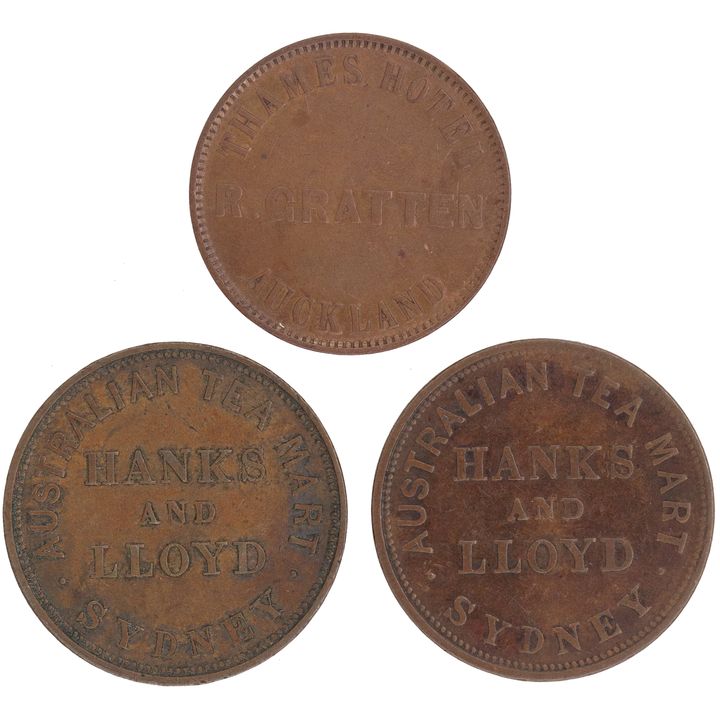 THAMES HOTEL
R. GRATTEN
AUCKLAND
AUSTRALIAN TEA MART
HANKS
AND
LLOYD
· SYDNEY ·
AUSTRALIAN TEA MART
HANKS
AND
LLOYD
· SYDNEY ·